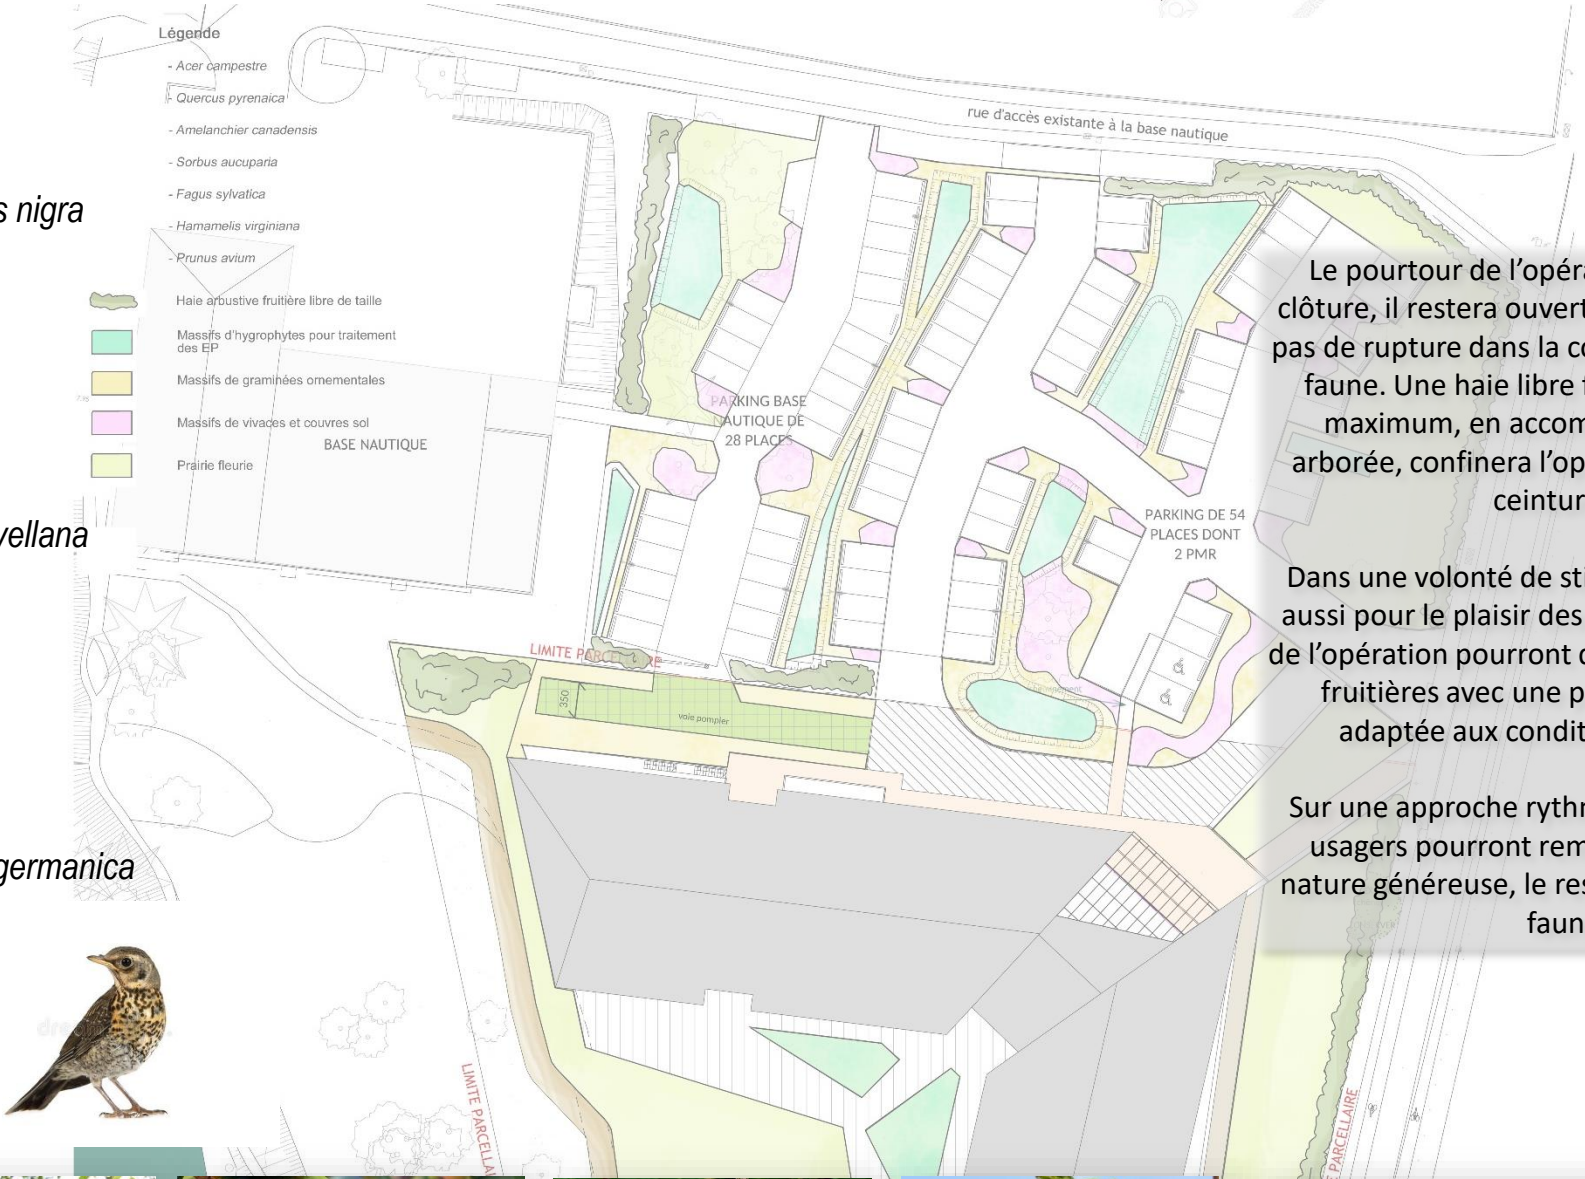 Légende
- Acer campestre
- Quercus pyrenaica
- Amelanchier canadensis
- Sorbus aucuparia
- Fagus sylvatica
- Hamamelis virginiana
- Prunus avium
Haie arbustive fruitière libre de taille
Massifs d'hygrophytes pour traitement
des EP
Massifs de graminées ornementales
Massifs de vivaces et couvres sol
Prairie fleurie
BASE NAUTIQUE
s nigra
vellana
germanica
rue d'accès existante à la base nautique
PARKING BASE
NAUTIQUE DE
28 PLACES
PARKING DE 54
PLACES DONT
2 PMR
LIMITE PARCELLAIRE
350
voie pompier
LIMITE PARCELLAI
E PARCELLAIRE
Le pourtour de l'opéra
clôture, il restera ouvert
pas de rupture dans la co
faune. Une haie libre f
maximum, en accom
arborée, confinera l'op
ceintur
Dans une volonté de sti
aussi pour le plaisir des
de l'opération pourront c
fruitières avec une p
adaptée aux condit
Sur une approche ryth
usagers pourront rem
nature généreuse, le res
faun